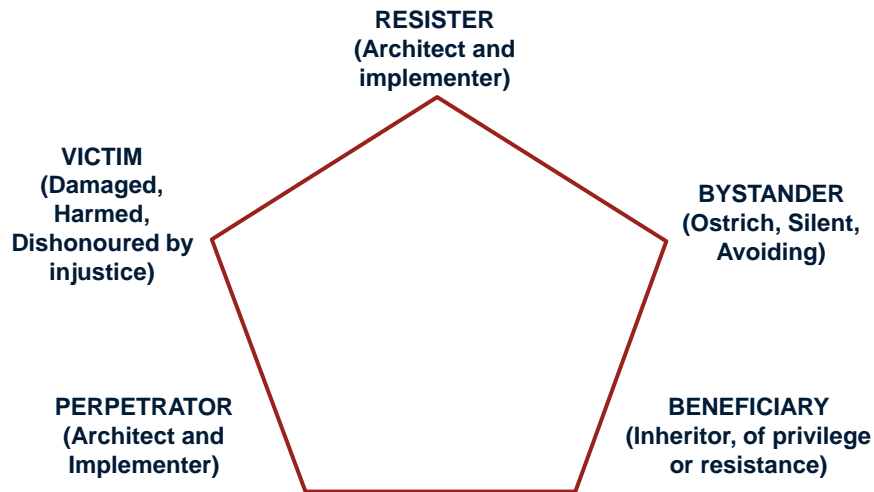 RESISTER
(Architect and
implementer)
VICTIM
(Damaged,
Harmed,
Dishonoured by
injustice)
BYSTANDER
(Ostrich, Silent,
Avoiding)
PERPETRATOR
(Architect and
Implementer)
BENEFICIARY
(Inheritor, of privilege
or resistance)